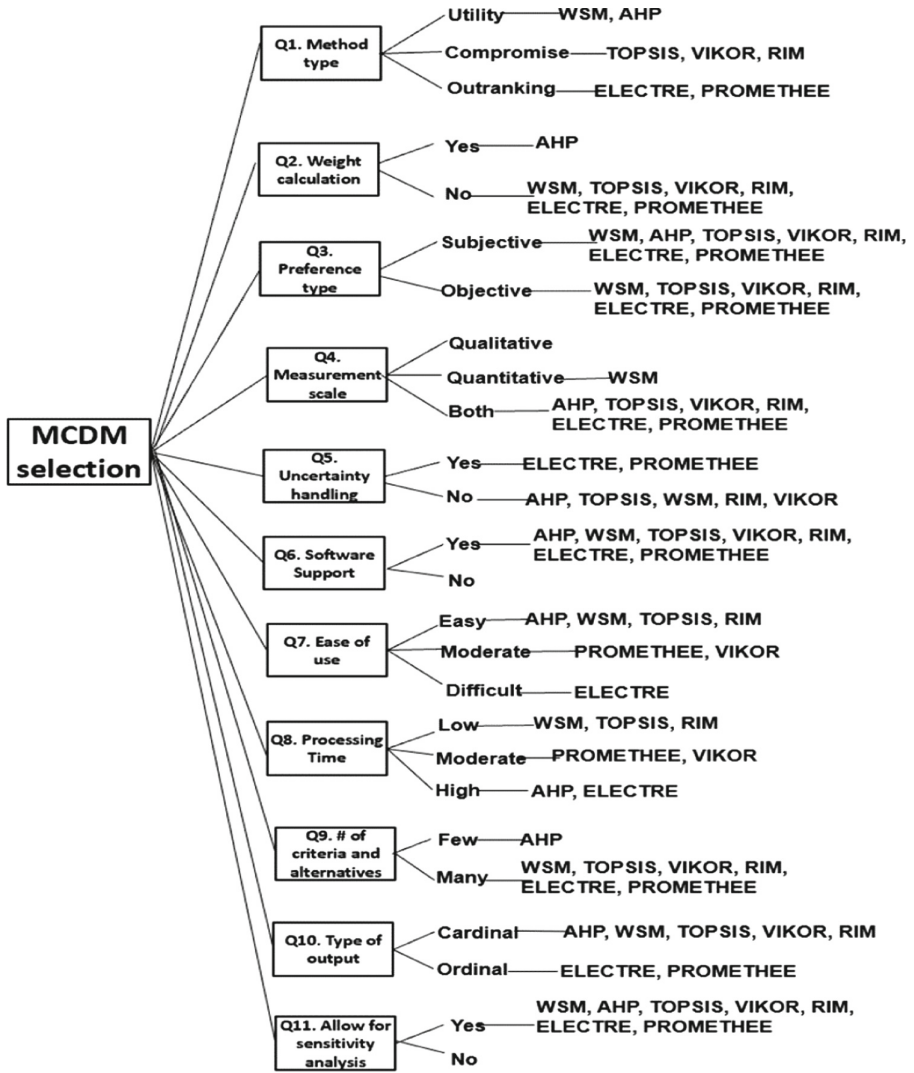 MCDM
selection
Q1. Method
type
Utility WSM, AHP
Compromise TOPSIS, VIKOR, RIM
Outranking ELECTRE, PROMETHEE
Q2. Weight
calculation
Yes AHP
No WSM, TOPSIS, VIKOR, RIM,
ELECTRE, PROMETHEE
Q3.
Preference
type
Subjective WSM, AHP, TOPSIS, VIKOR, RIM,
ELECTRE, PROMETHEE
Objective WSM, TOPSIS, VIKOR, RIM,
ELECTRE, PROMETHEE
Q4.
Measurement
scale
Qualitative
Quantitative WSM
Both AHP, TOPSIS, VIKOR, RIM,
ELECTRE, PROMETHEE
Q5.
Uncertainty
handling
Yes ELECTRE, PROMETHEE
No AHP, TOPSIS, WSM, RIM, VIKOR
Q6. Software
Support
Yes AHP, WSM, TOPSIS, VIKOR, RIM,
ELECTRE, PROMETHEE
No
Q7. Ease of
use
Easy AHP, WSM, TOPSIS, RIM
Moderate PROMETHEE, VIKOR
Difficult ELECTRE
Q8. Processing
Time
Low WSM, TOPSIS, RIM
Moderate PROMETHEE, VIKOR
High AHP, ELECTRE
Q9. # of
criteria and
alternatives
Few AHP
Many WSM, TOPSIS, VIKOR, RIM,
ELECTRE, PROMETHEE
Q10. Type of
output
Cardinal AHP, WSM, TOPSIS, VIKOR, RIM
Ordinal ELECTRE, PROMETHEE
Q11. Allow for
sensitivity
analysis
Yes WSM, AHP, TOPSIS, VIKOR, RIM,
ELECTRE, PROMETHEE
No